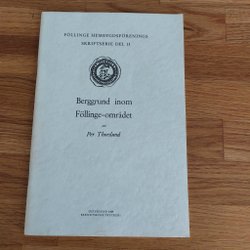 FÖLLINGE HEMBYGDSFÖRENINGS
SKRIFTSERIE DEL 11
Berggrund inom
Föllinge-området
av
Per Thorslund